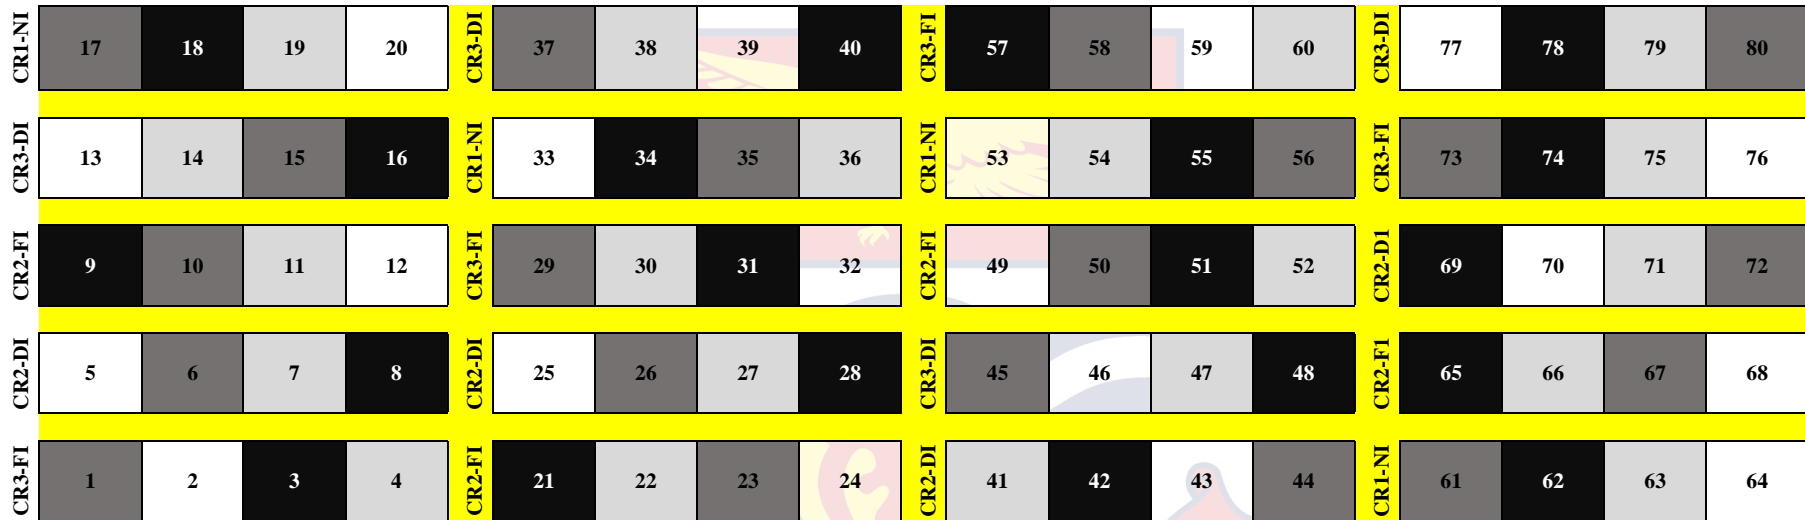 CR1-NI 17 18 19 20 CR3-DI 37 38 39 40 CR3-FI 57 58 59 60 CR3-DI 77 78 79 80
CR3-DI 13 14 15 16 CR1-NI 33 34 35 36 CR1-NI 53 54 55 56 CR3-FI 73 74 75 76
CR2-FI 9 10 11 12 CR3-FI 29 30 31 32 CR2-FI 49 50 51 52 CR2-D1 69 70 71 72
CR2-DI 5 6 7 8 CR2-DI 25 26 27 28 CR3-DI 45 46 47 48 CR2-F1 65 66 67 68
CR3-FI 1 2 3 4 CR2-FI 21 22 23 24 CR2-DI 41 42 43 44 CR1-NI 61 62 63 64